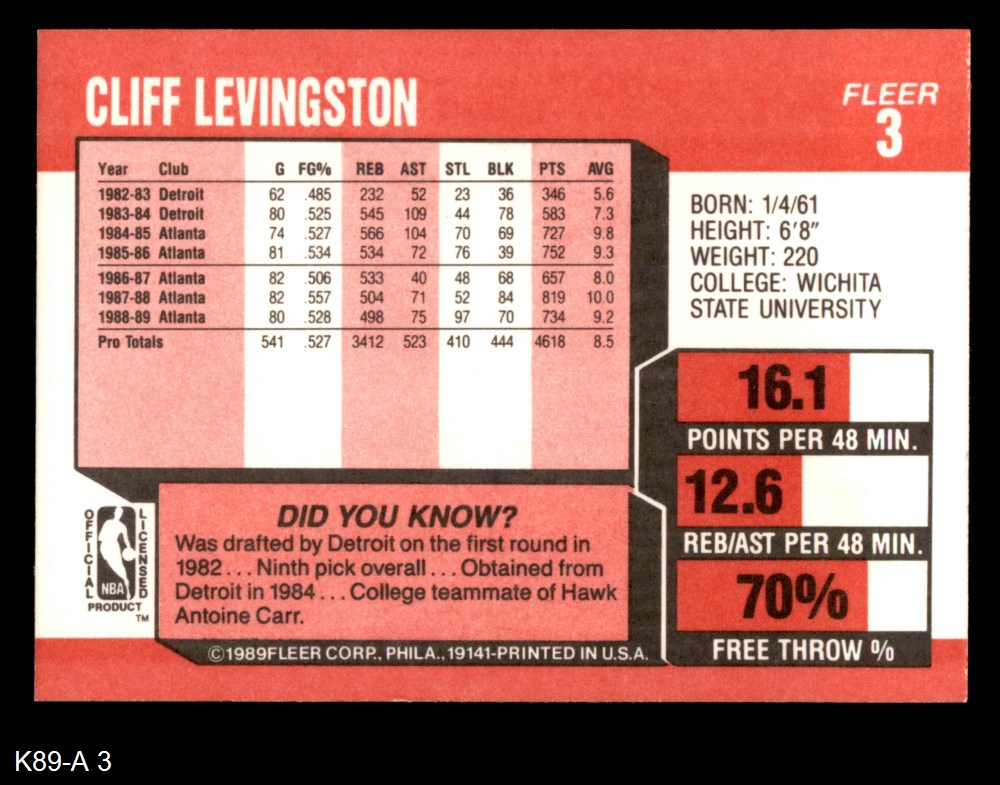 CLIFF LEVINGSTON
FLEER
3
Year Club G FG% REB AST STL BLK PTS AVG
1982-83 Detroit 62 .485 232 52 23 36 346 5.6
1983-84 Detroit 80 .525 545 109 44 78 583 7.3
1984-85 Atlanta 74 .527 566 104 70 69 727 9.8
1985-86 Atlanta 81 .534 534 72 76 39 752 9.3
1986-87 Atlanta 82 .506 533 40 48 68 657 8.0
1987-88 Atlanta 82 .557 504 71 52 84 819 10.0
1988-89 Atlanta 80 .528 498 75 97 70 734 9.2
Pro Totals 541 .527 3412 523 410 444 4618 8.5
BORN: 1/4/61
HEIGHT: 6'8"
WEIGHT: 220
COLLEGE: WICHITA
STATE UNIVERSITY
16.1
POINTS PER 48 MIN.
12.6
REB/AST PER 48 MIN.
70%
FREE THROW %
OFFICIAL
LICENSED
NBA
PRODUCT
TM
DID YOU KNOW?
Was drafted by Detroit on the first round in
1982 . . . Ninth pick overall . . . Obtained from
Detroit in 1984 . . . College teammate of Hawk
Antoine Carr.
©1989FLEER CORP., PHILA., 19141-PRINTED IN U.S.A.
K89-A 3